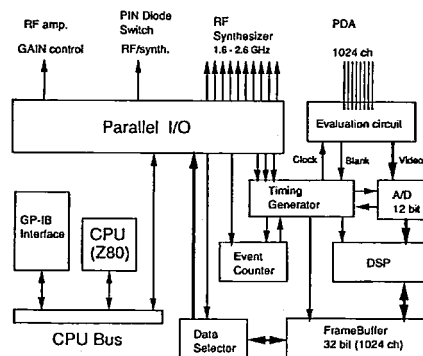 RF amp.
GAIN control
PIN Diode
Switch
RF/synth.
RF
Synthesizer
1.6 - 2.6 GHz
PDA
1024 ch
Parallel I/O
Evaluation circuit
Clock
Blank
Video
GP-IB
Interface
CPU
(Z80)
Timing
Generator
A/D
12 bit
Event
Counter
DSP
CPU Bus
Data
Selector
FrameBuffer
32 bit (1024 ch)